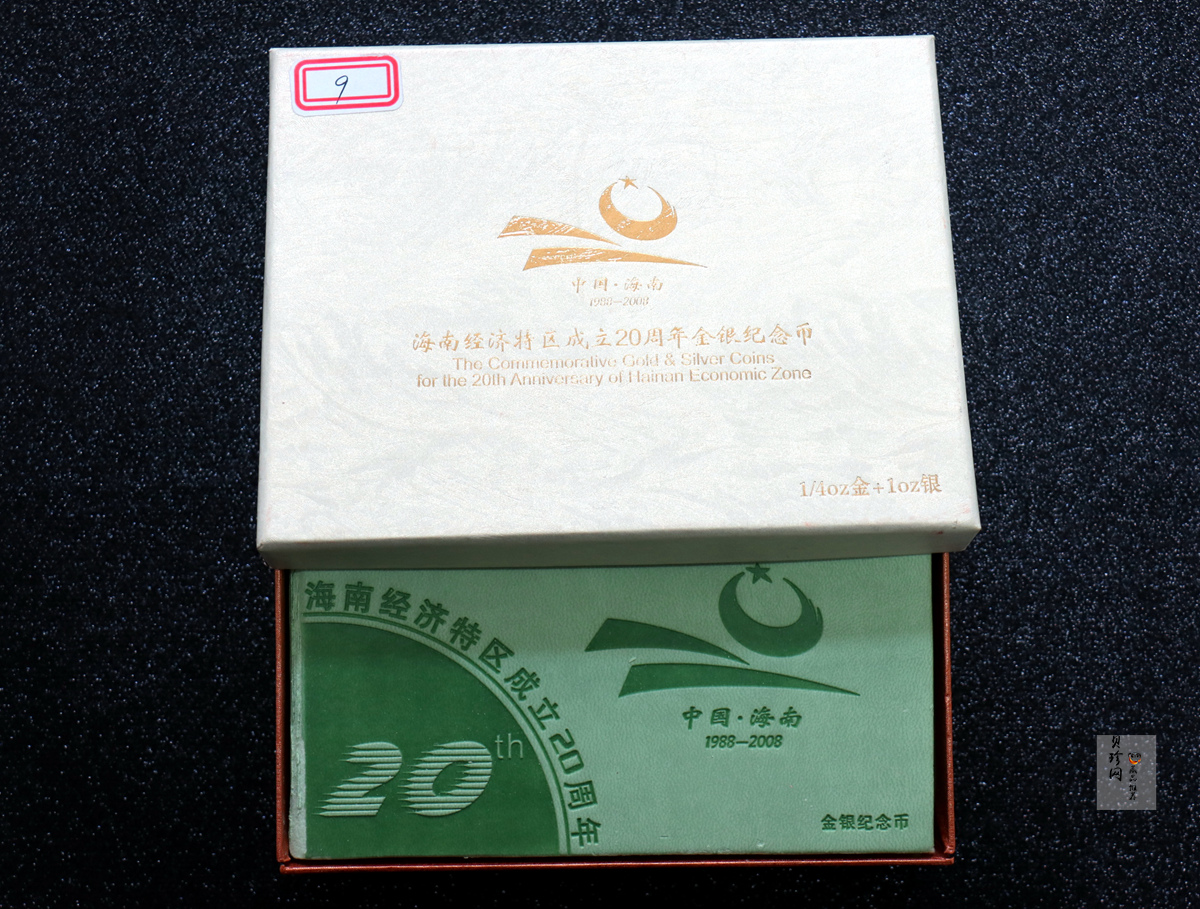 9
中国·海南
1988—2008
海南经济特区成立20周年金银纪念币
The Commemorative Gold & Silver Coins
for the 20th Anniversary of Hainan Economic Zone
1/4oz金+1oz银
海南经济特区成立20周年
20th
中国·海南
1988—2008
金银纪念币
贝珍网